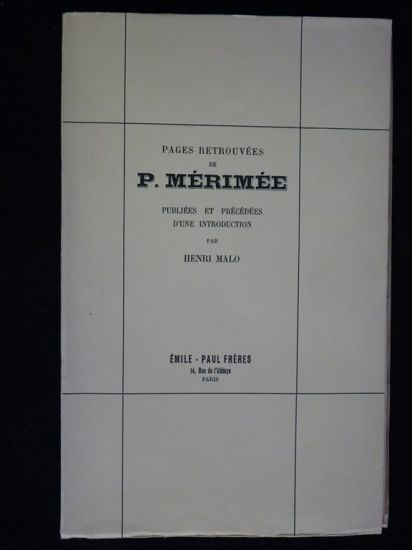 PAGES RETROUVÉES
DE
P. MÉRIMÉE
PUBLIÉES ET PRÉCÉDÉES
D'UNE INTRODUCTION
PAR
HENRI MALO
ÉMILE-PAUL FRÈRES
14, Rue de l'Abbaye
PARIS